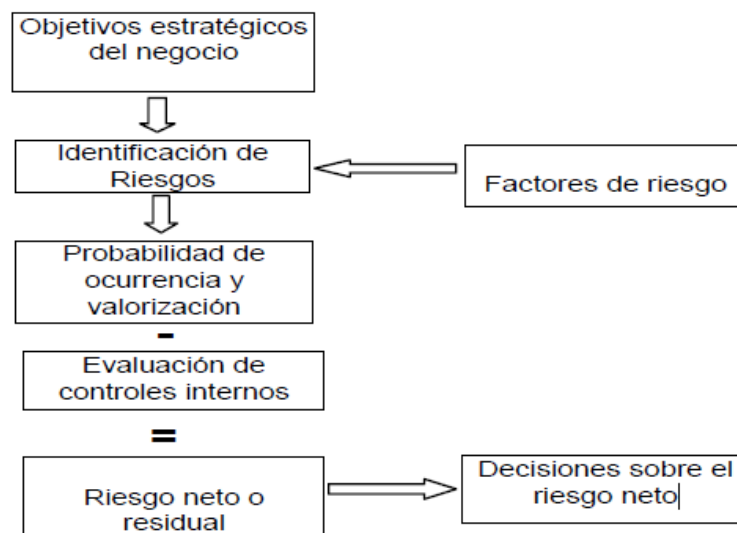 Objetivos estratégicos
del negocio
Identificación de
Riesgos
Factores de riesgo
Probabilidad de
ocurrencia y
valorización
-
Evaluación de
controles internos
=
Riesgo neto o
residual
Decisiones sobre el
riesgo neto